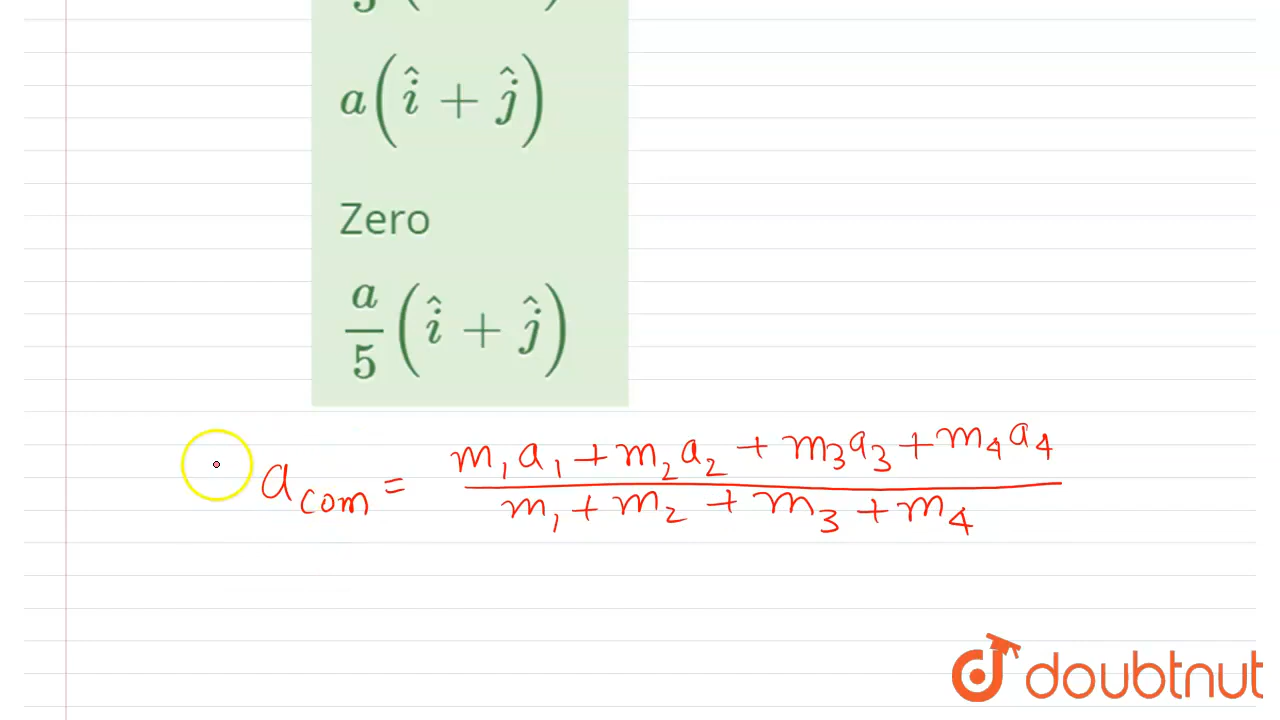 a(î + ĵ)
Zero
a/5 (î + ĵ)
a_com = (m₁a₁ + m₂a₂ + m₃a₃ + m₄a₄)/(m₁ + m₂ + m₃ + m₄)
doubtnut